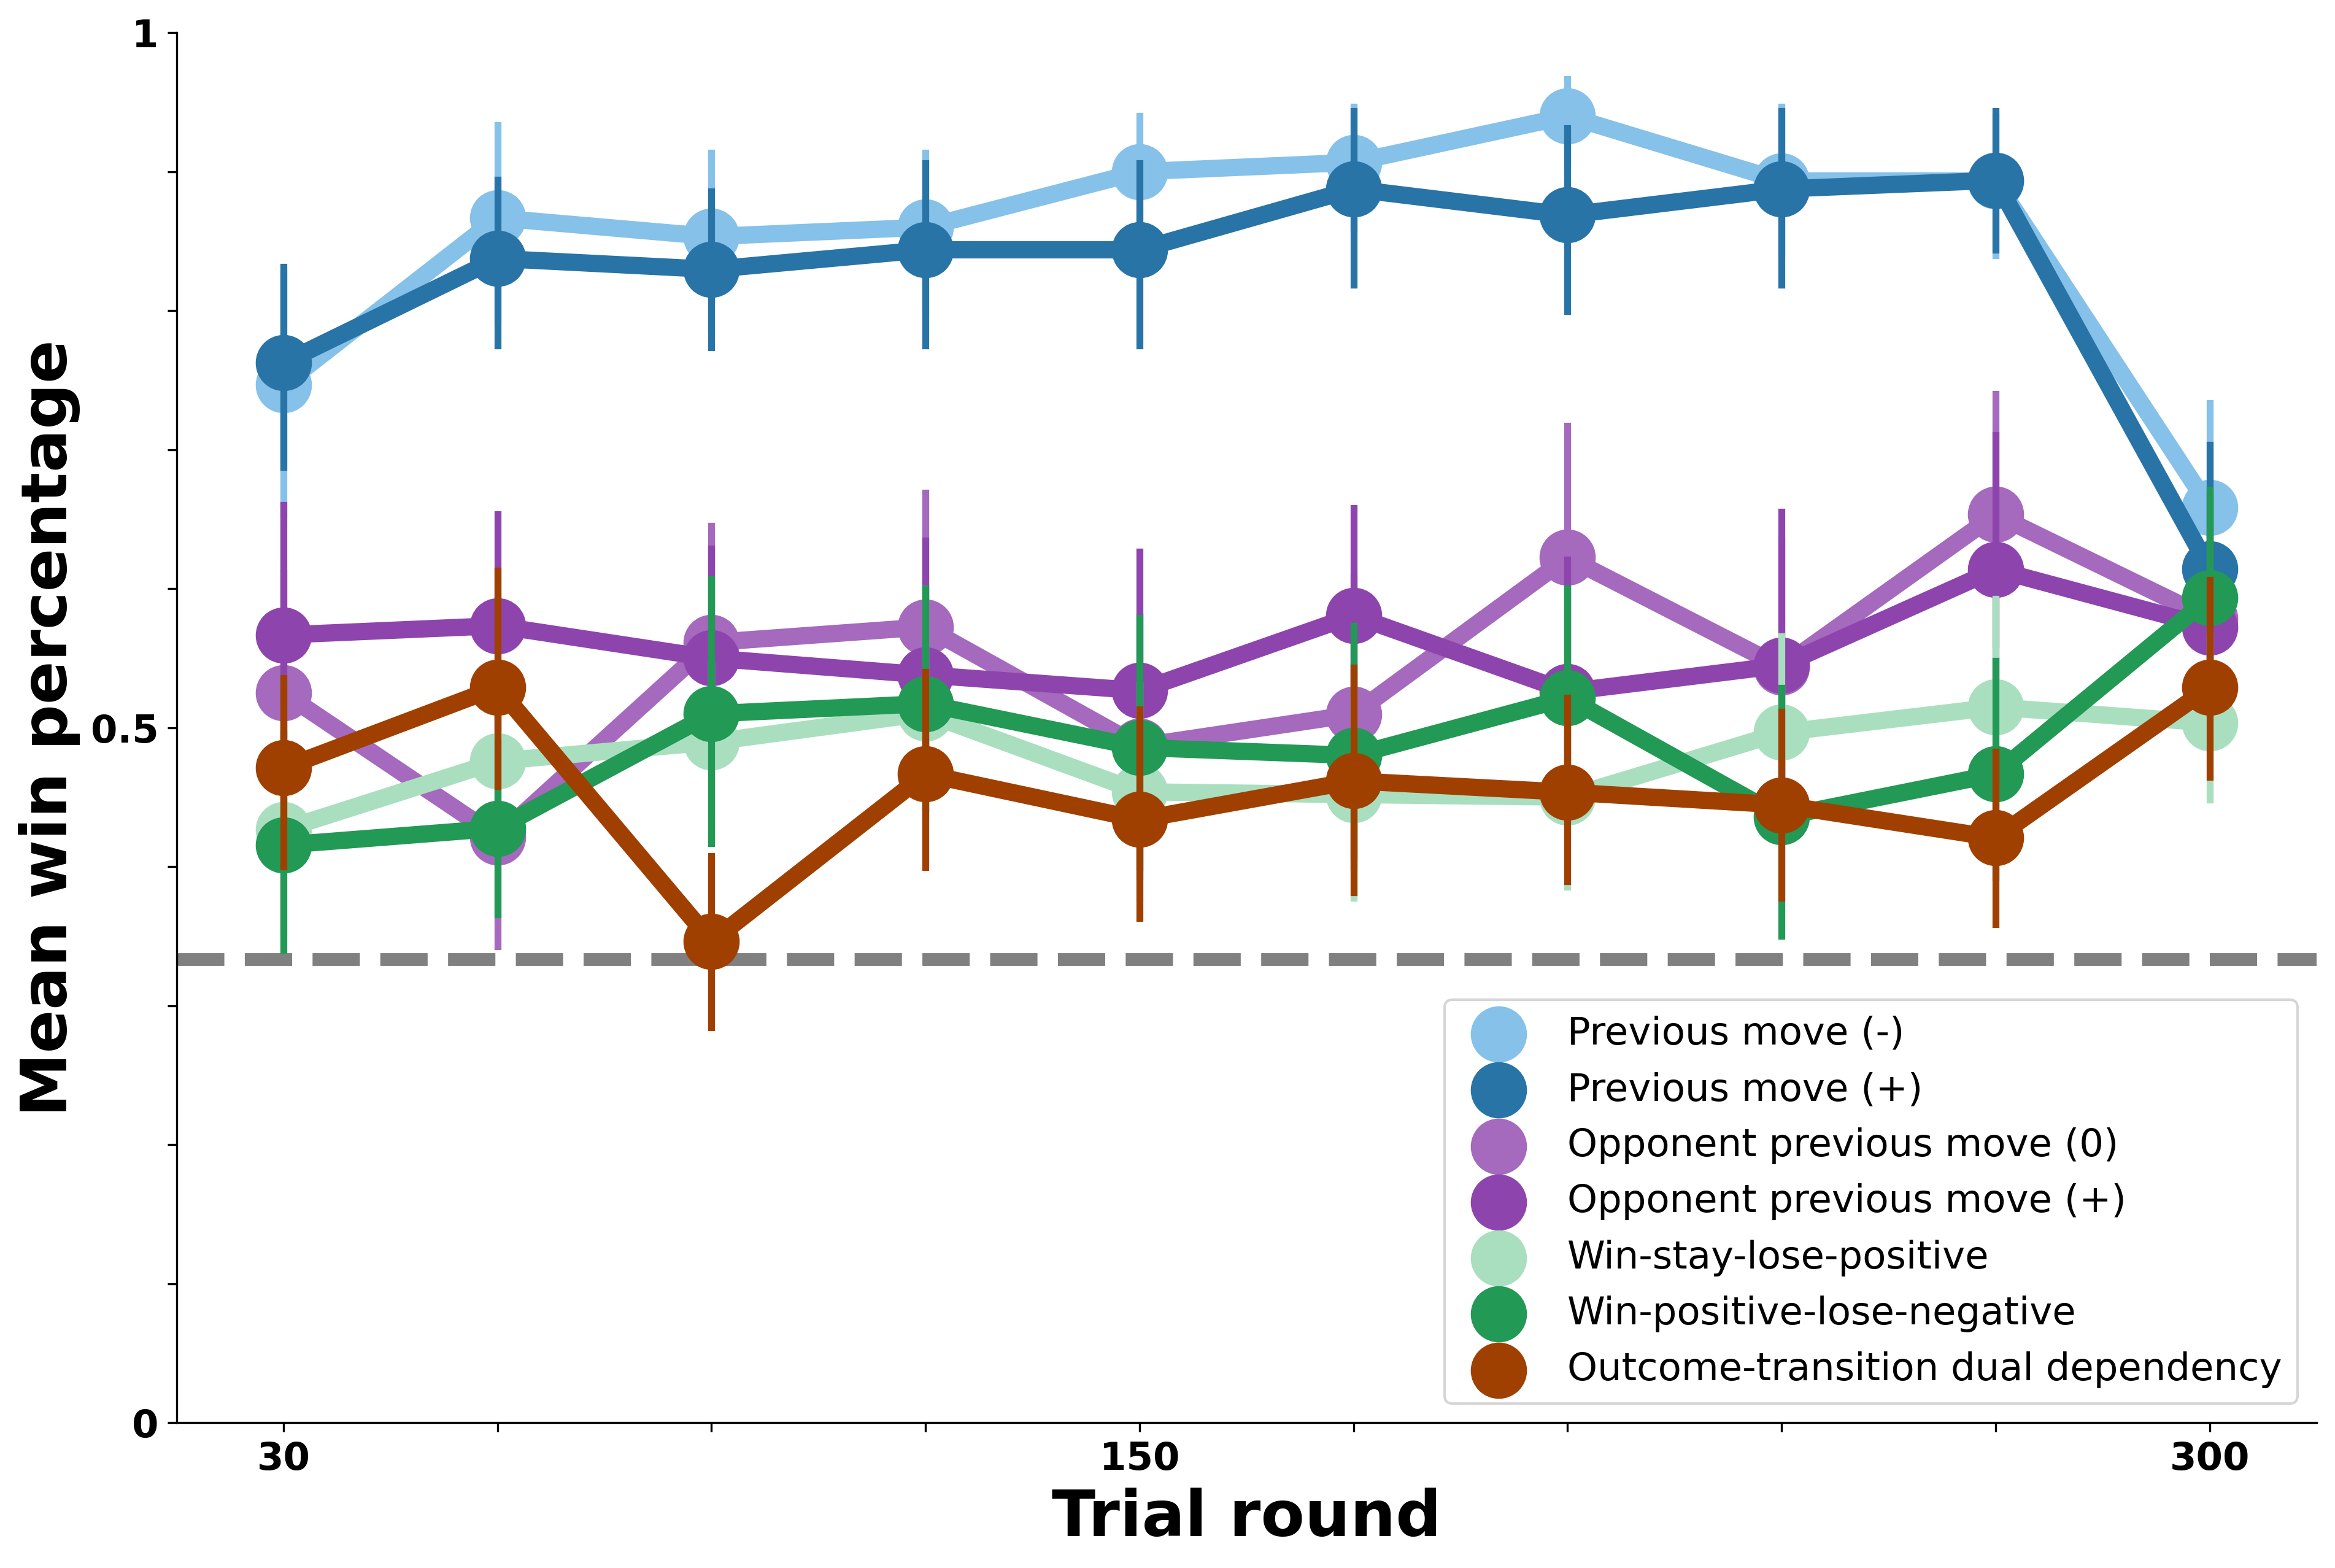 1
0.5
0
Mean win percentage
30
150
300
Trial round
Previous move (-)
Previous move (+)
Opponent previous move (0)
Opponent previous move (+)
Win-stay-lose-positive
Win-positive-lose-negative
Outcome-transition dual dependency